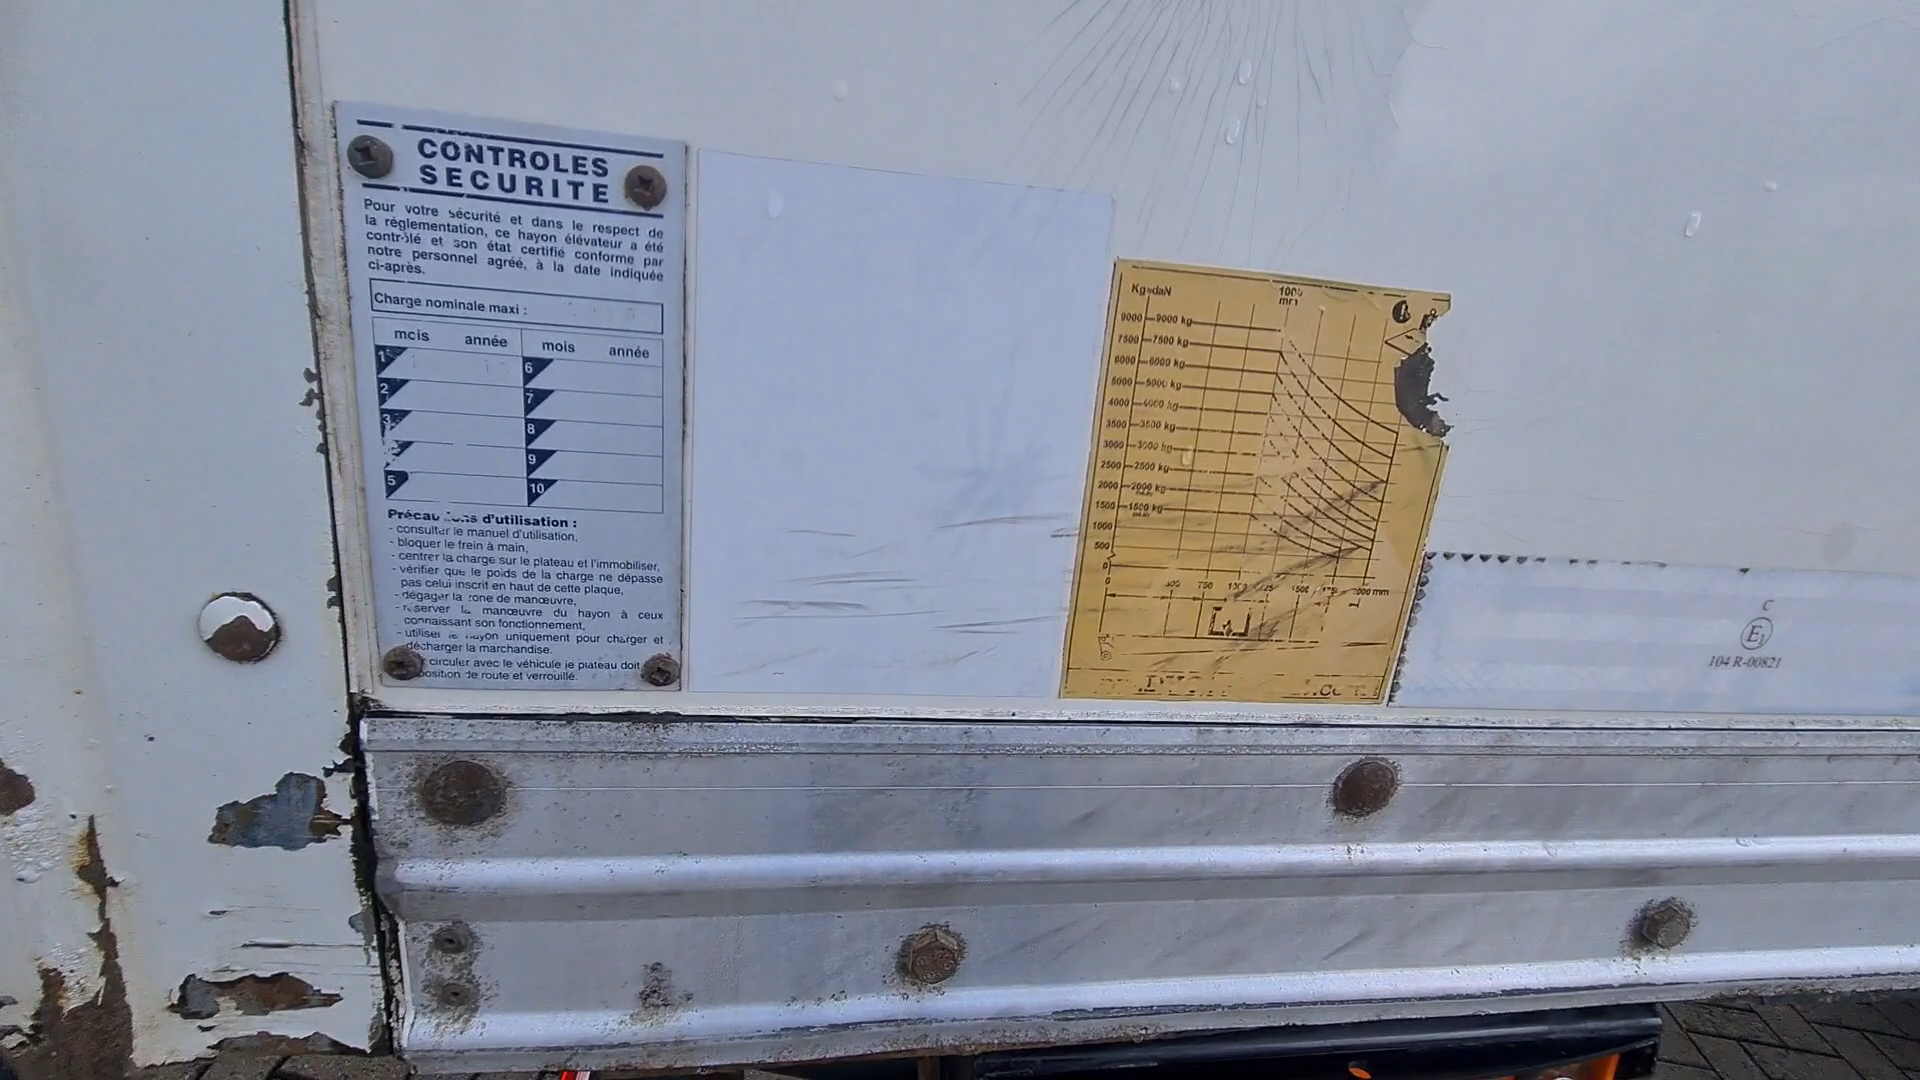 CONTROLES
SECURITE
Pour votre sécurité et dans le respect de
la réglementation, ce hayon élévateur a été
contrôlé et son état certifié conforme par
notre personnel agréé, à la date indiquée
ci-après.
Charge nominale maxi :
mois année mois année
1 6
2 7
3 8
9
5 10
Précautions d'utilisation :
- consulter le manuel d'utilisation,
- bloquer le frein à main,
- centrer la charge sur le plateau et l'immobiliser,
- vérifier que le poids de la charge ne dépasse
pas celui inscrit en haut de cette plaque,
- dégager la zone de manœuvre,
- réserver la manœuvre du hayon à ceux
connaissant son fonctionnement,
- utiliser le hayon uniquement pour charger et
décharger la marchandise.
circuler avec le véhicule le plateau doit
position de route et verrouillé.
Kg=daN 1000
mm
9000 9000 kg
7500 7500 kg
6000 6000 kg
5000 5000 kg
4000 4000 kg
3500 3500 kg
3000 3000 kg
2500 2500 kg
2000 2000 kg
1500 1500 kg
1000
500
0
0 750 1000 1500 mm
C
E1
104 R-00821